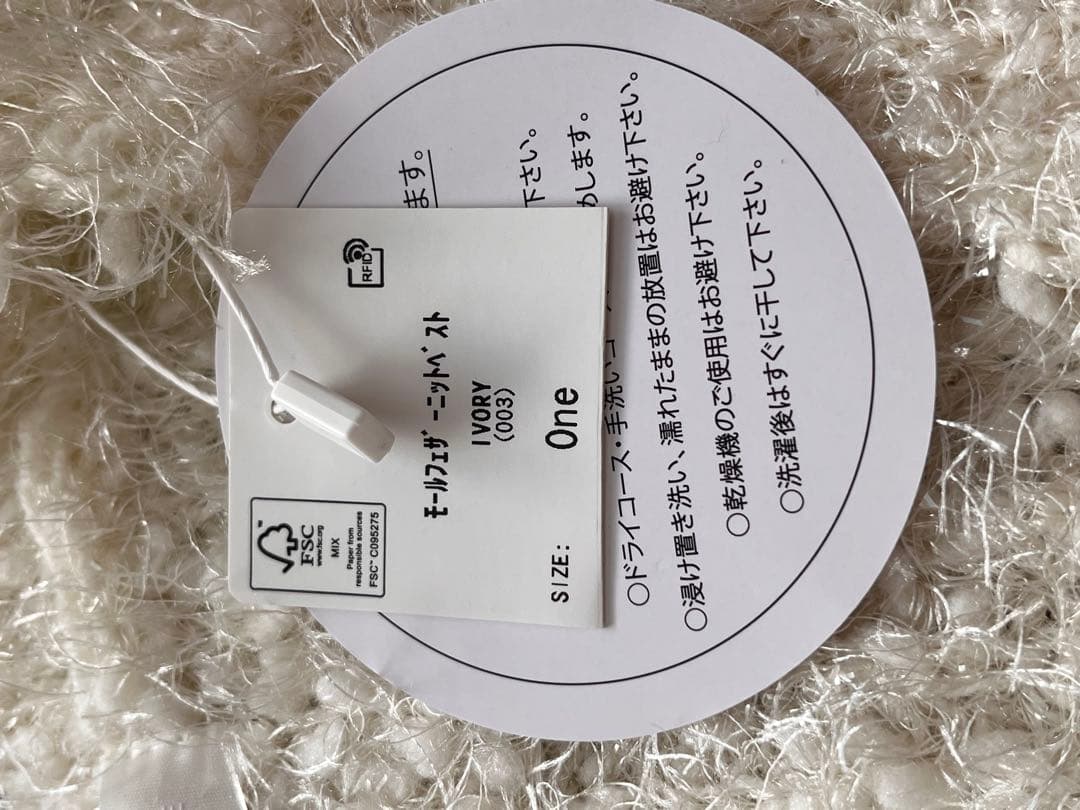 RFID
FSC
www.fsc.org
MIX
Paper from
responsible sources
FSC™ C095275
ﾓｰﾙﾌｪｻﾞｰﾆｯﾄﾍﾞｽﾄ
IVORY
(003)
SIZE: One
ます。
下さい。
します。
○ドライコース・手洗いコー
○浸け置き洗い、濡れたままの放置はお避け下さい。
○乾燥機のご使用はお避け下さい。
○洗濯後はすぐに干して下さい。